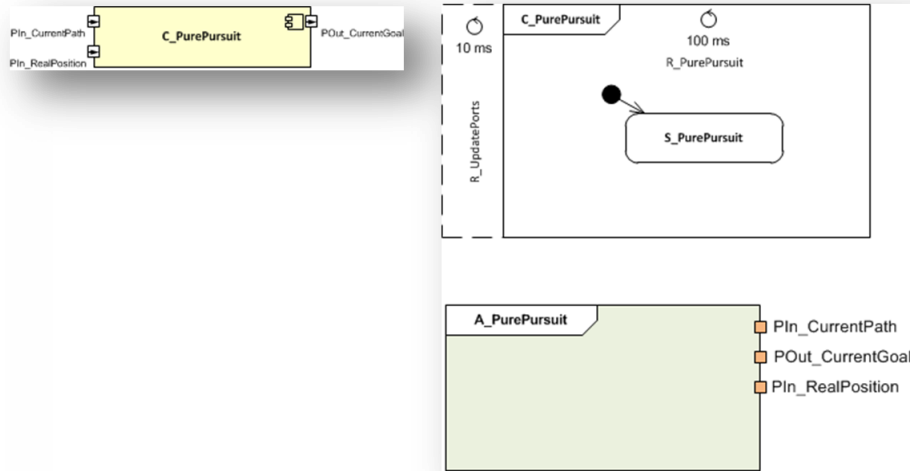 PIn_CurrentPath
C_PurePursuit
POut_CurrentGoal
PIn_RealPosition
C_PurePursuit
10 ms
100 ms
R_PurePursuit
R_UpdatePorts
S_PurePursuit
A_PurePursuit
PIn_CurrentPath
POut_CurrentGoal
PIn_RealPosition